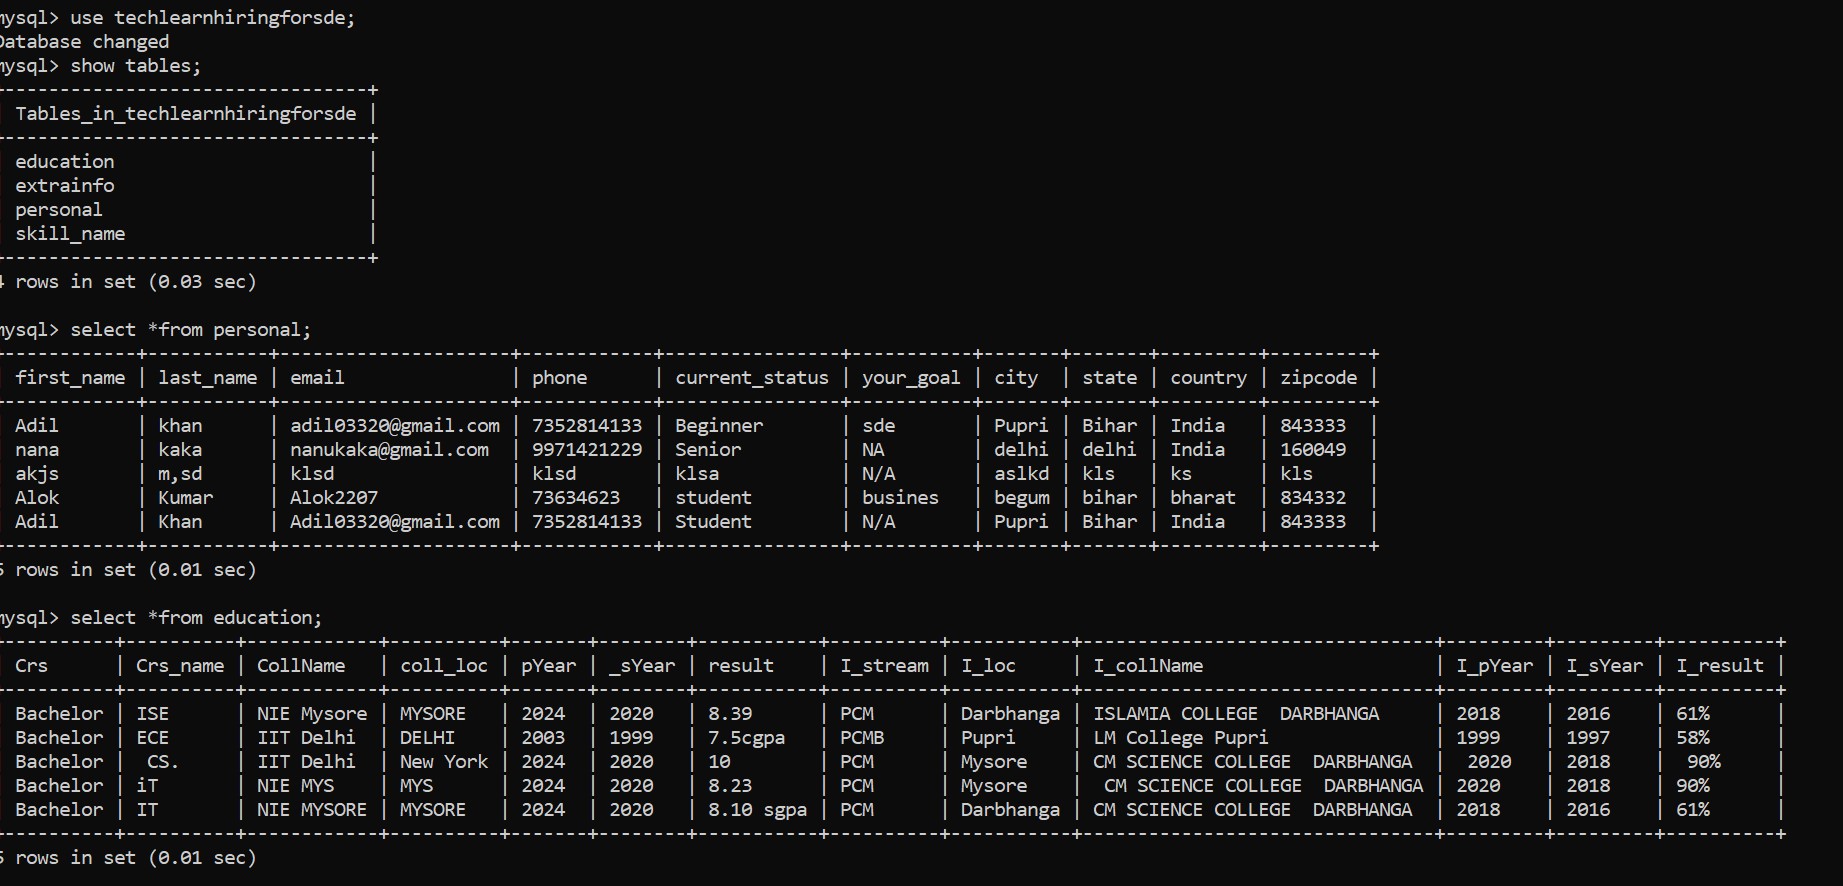 mysql> use techlearnhiringforsde;
Database changed
mysql> show tables;
---------------------------------+
| Tables_in_techlearnhiringforsde |
---------------------------------+
| education                       |
| extrainfo                       |
| personal                        |
| skill_name                      |
---------------------------------+
4 rows in set (0.03 sec)
mysql> select *from personal;
------------+-----------+---------------------+------------+----------------+-----------+-------+-------+---------+---------+
| first_name | last_name | email               | phone      | current_status | your_goal | city  | state | country | zipcode |
------------+-----------+---------------------+------------+----------------+-----------+-------+-------+---------+---------+
| Adil       | khan      | adil03320@gmail.com | 7352814133 | Beginner       | sde       | Pupri | Bihar | India   | 843333  |
| nana       | kaka      | nanukaka@gmail.com  | 9971421229 | Senior         | NA        | delhi | delhi | India   | 160049  |
| akjs       | m,sd      | klsd                | klsd       | klsa           | N/A       | aslkd | kls   | ks      | kls     |
| Alok       | Kumar     | Alok2207            | 73634623   | student        | busines   | begum | bihar | bharat  | 834332  |
| Adil       | Khan      | Adil03320@gmail.com | 7352814133 | Student        | N/A       | Pupri | Bihar | India   | 843333  |
------------+-----------+---------------------+------------+----------------+-----------+-------+-------+---------+---------+
5 rows in set (0.01 sec)
mysql> select *from education;
----------+----------+------------+----------+-------+--------+-----------+----------+-----------+--------------------------------+---------+---------+----------+
| Crs      | Crs_name | CollName   | coll_loc | pYear | _sYear | result    | I_stream | I_loc     | I_collName                     | I_pYear | I_sYear | I_result |
----------+----------+------------+----------+-------+--------+-----------+----------+-----------+--------------------------------+---------+---------+----------+
| Bachelor | ISE      | NIE Mysore | MYSORE   | 2024  | 2020   | 8.39      | PCM      | Darbhanga | ISLAMIA COLLEGE  DARBHANGA     | 2018    | 2016    | 61%      |
| Bachelor | ECE      | IIT Delhi  | DELHI    | 2003  | 1999   | 7.5cgpa   | PCMB     | Pupri     | LM College Pupri               | 1999    | 1997    | 58%      |
| Bachelor |  CS.     | IIT Delhi  | New York | 2024  | 2020   | 10        | PCM      | Mysore    | CM SCIENCE COLLEGE  DARBHANGA  |  2020   | 2018    |  90%     |
| Bachelor | iT       | NIE MYS    | MYS      | 2024  | 2020   | 8.23      | PCM      | Mysore    |  CM SCIENCE COLLEGE  DARBHANGA | 2020    | 2018    | 90%      |
| Bachelor | IT       | NIE MYSORE | MYSORE   | 2024  | 2020   | 8.10 sgpa | PCM      | Darbhanga | CM SCIENCE COLLEGE  DARBHANGA  | 2018    | 2016    | 61%      |
----------+----------+------------+----------+-------+--------+-----------+----------+-----------+--------------------------------+---------+---------+----------+
5 rows in set (0.01 sec)